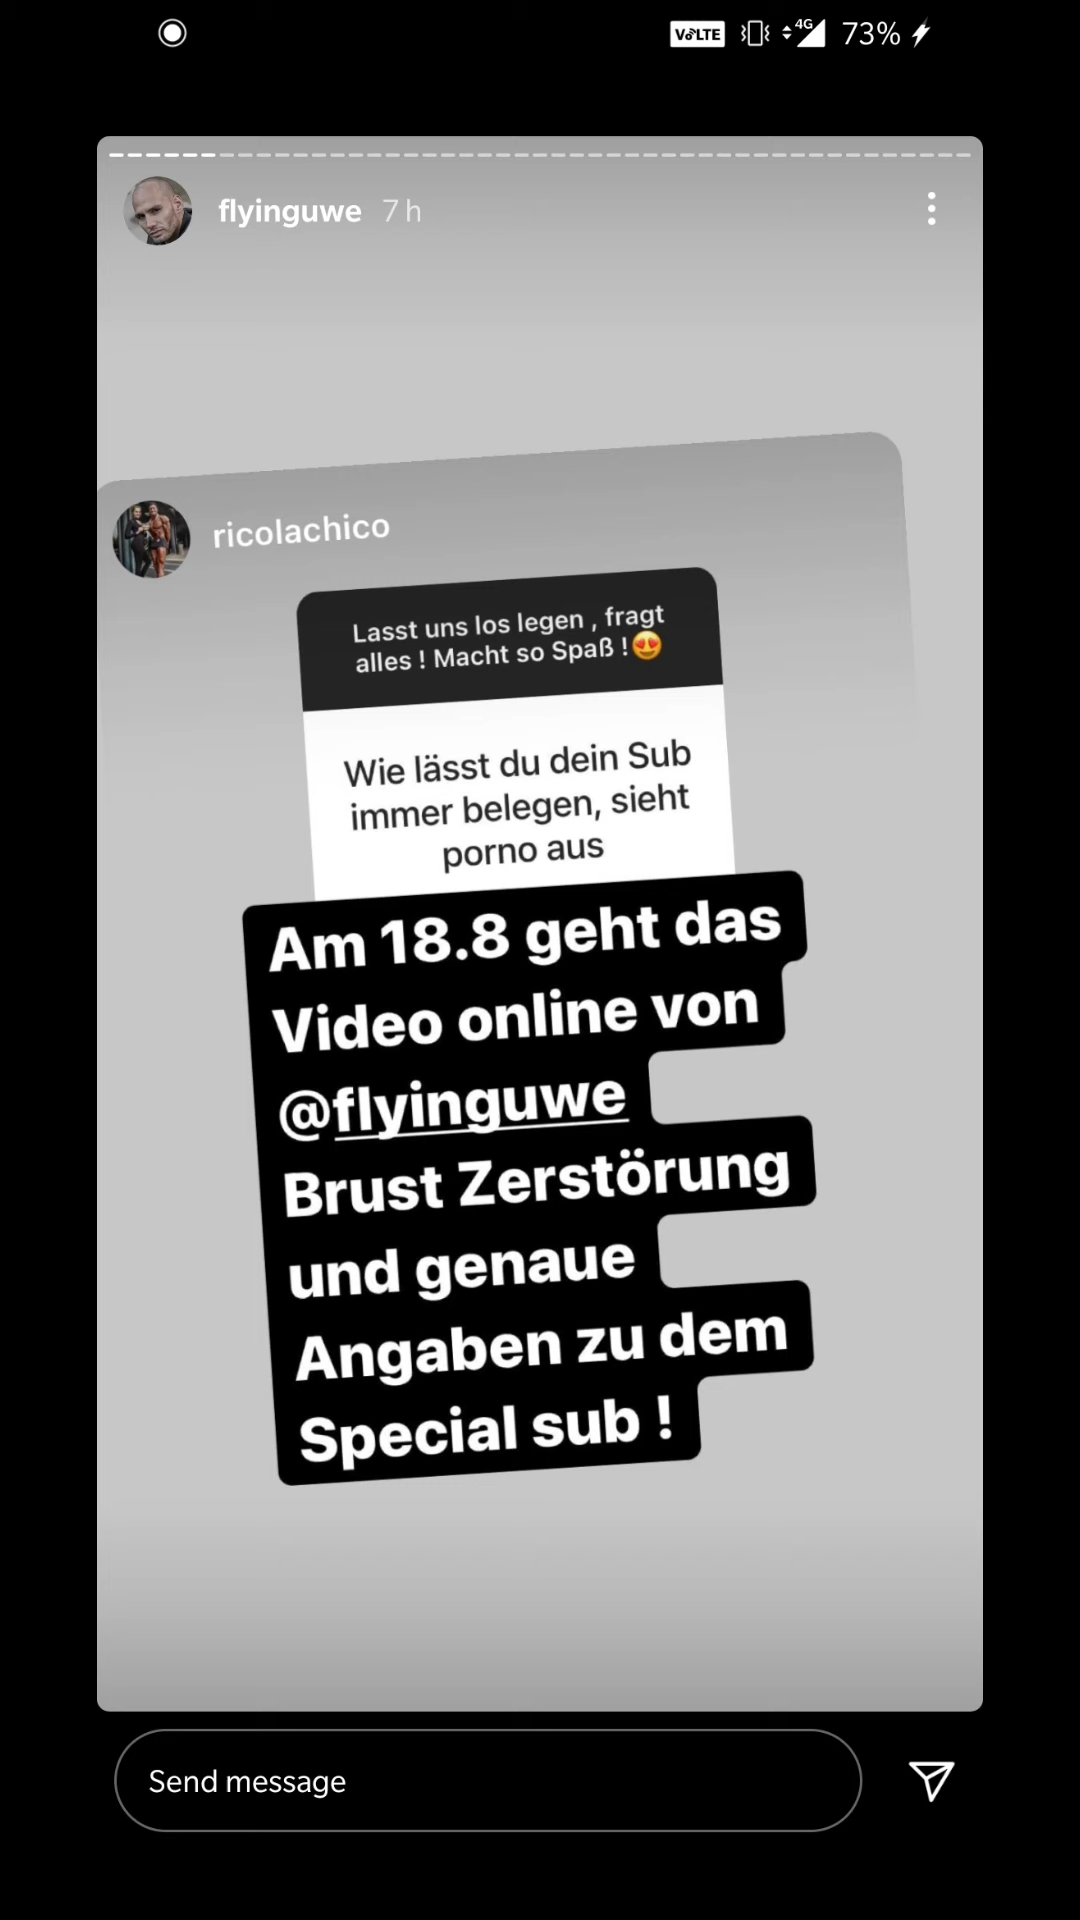 VoLTE 4G 73%
flyinguwe 7 h
ricolachico
Lasst uns los legen , fragt
alles ! Macht so Spaß !😍
Wie lässt du dein Sub
immer belegen, sieht
porno aus
Am 18.8 geht das
Video online von
@flyinguwe
Brust Zerstörung
und genaue
Angaben zu dem
Special sub !
Send message